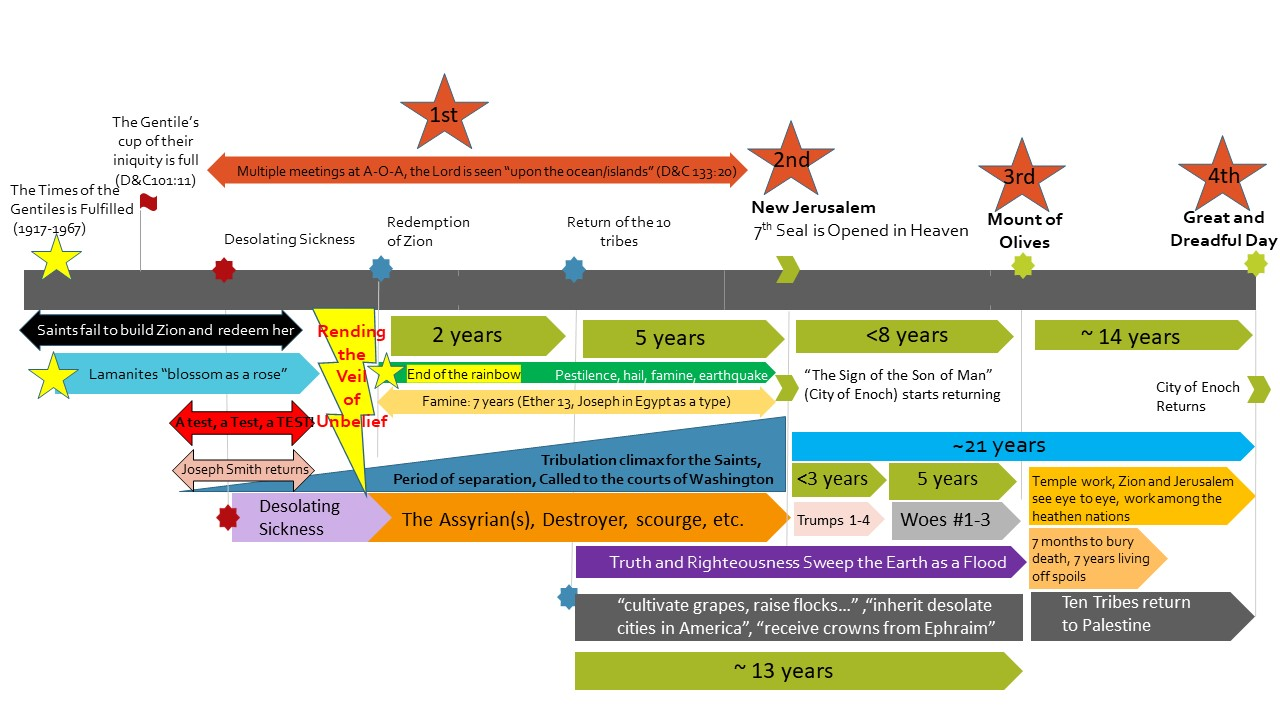 1st
The Gentile's
cup of their
iniquity is full
(D&C101:11)
Multiple meetings at A-O-A, the Lord is seen "upon the ocean/islands" (D&C 133:20)
2nd
3rd
4th
The Times of the
Gentiles is Fulfilled
(1917-1967)
Desolating Sickness
Redemption
of Zion
Return of the 10
tribes
New Jerusalem
7th Seal is Opened in Heaven
Mount of
Olives
Great and
Dreadful Day
Saints fail to build Zion and redeem her
Rending
the
Veil
of
Unbelief
2 years
5 years
<8 years
~ 14 years
Lamanites "blossom as a rose"
End of the rainbow
Pestilence, hail, famine, earthquake
Famine: 7 years (Ether 13, Joseph in Egypt as a type)
"The Sign of the Son of Man"
(City of Enoch) starts returning
City of Enoch
Returns
A test, a Test, a TEST!
Joseph Smith returns
Tribulation climax for the Saints,
Period of separation, Called to the courts of Washington
~21 years
<3 years
5 years
Temple work, Zion and Jerusalem
see eye to eye, work among the
heathen nations
Desolating
Sickness
The Assyrian(s), Destroyer, scourge, etc.
Trumps 1-4
Woes #1-3
Truth and Righteousness Sweep the Earth as a Flood
7 months to bury
death, 7 years living
off spoils
"cultivate grapes, raise flocks…" ,"inherit desolate
cities in America", "receive crowns from Ephraim"
Ten Tribes return
to Palestine
~ 13 years